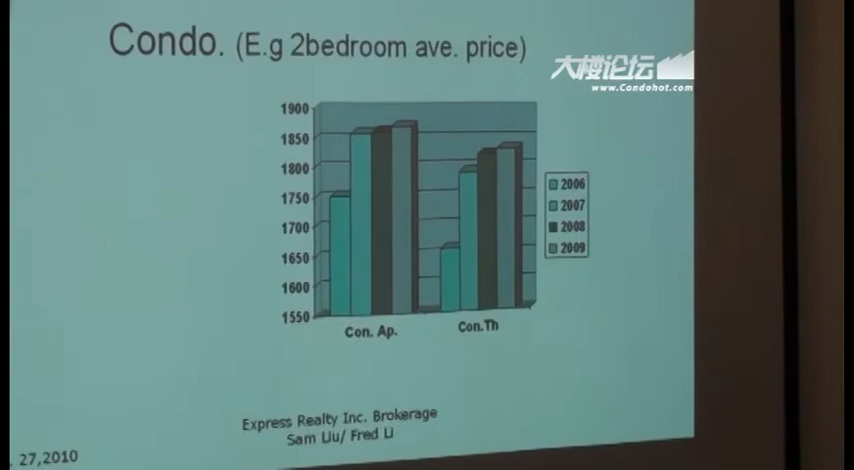 Condo. (E.g 2bedroom ave. price)
大楼论坛
www.Condohot.com
1900
1850
1800
1750
1700
1650
1600
1550
Con. Ap.
Con.Th
2006
2007
2008
2009
Express Realty Inc. Brokerage
Sam Liu/ Fred Li
. 27,2010